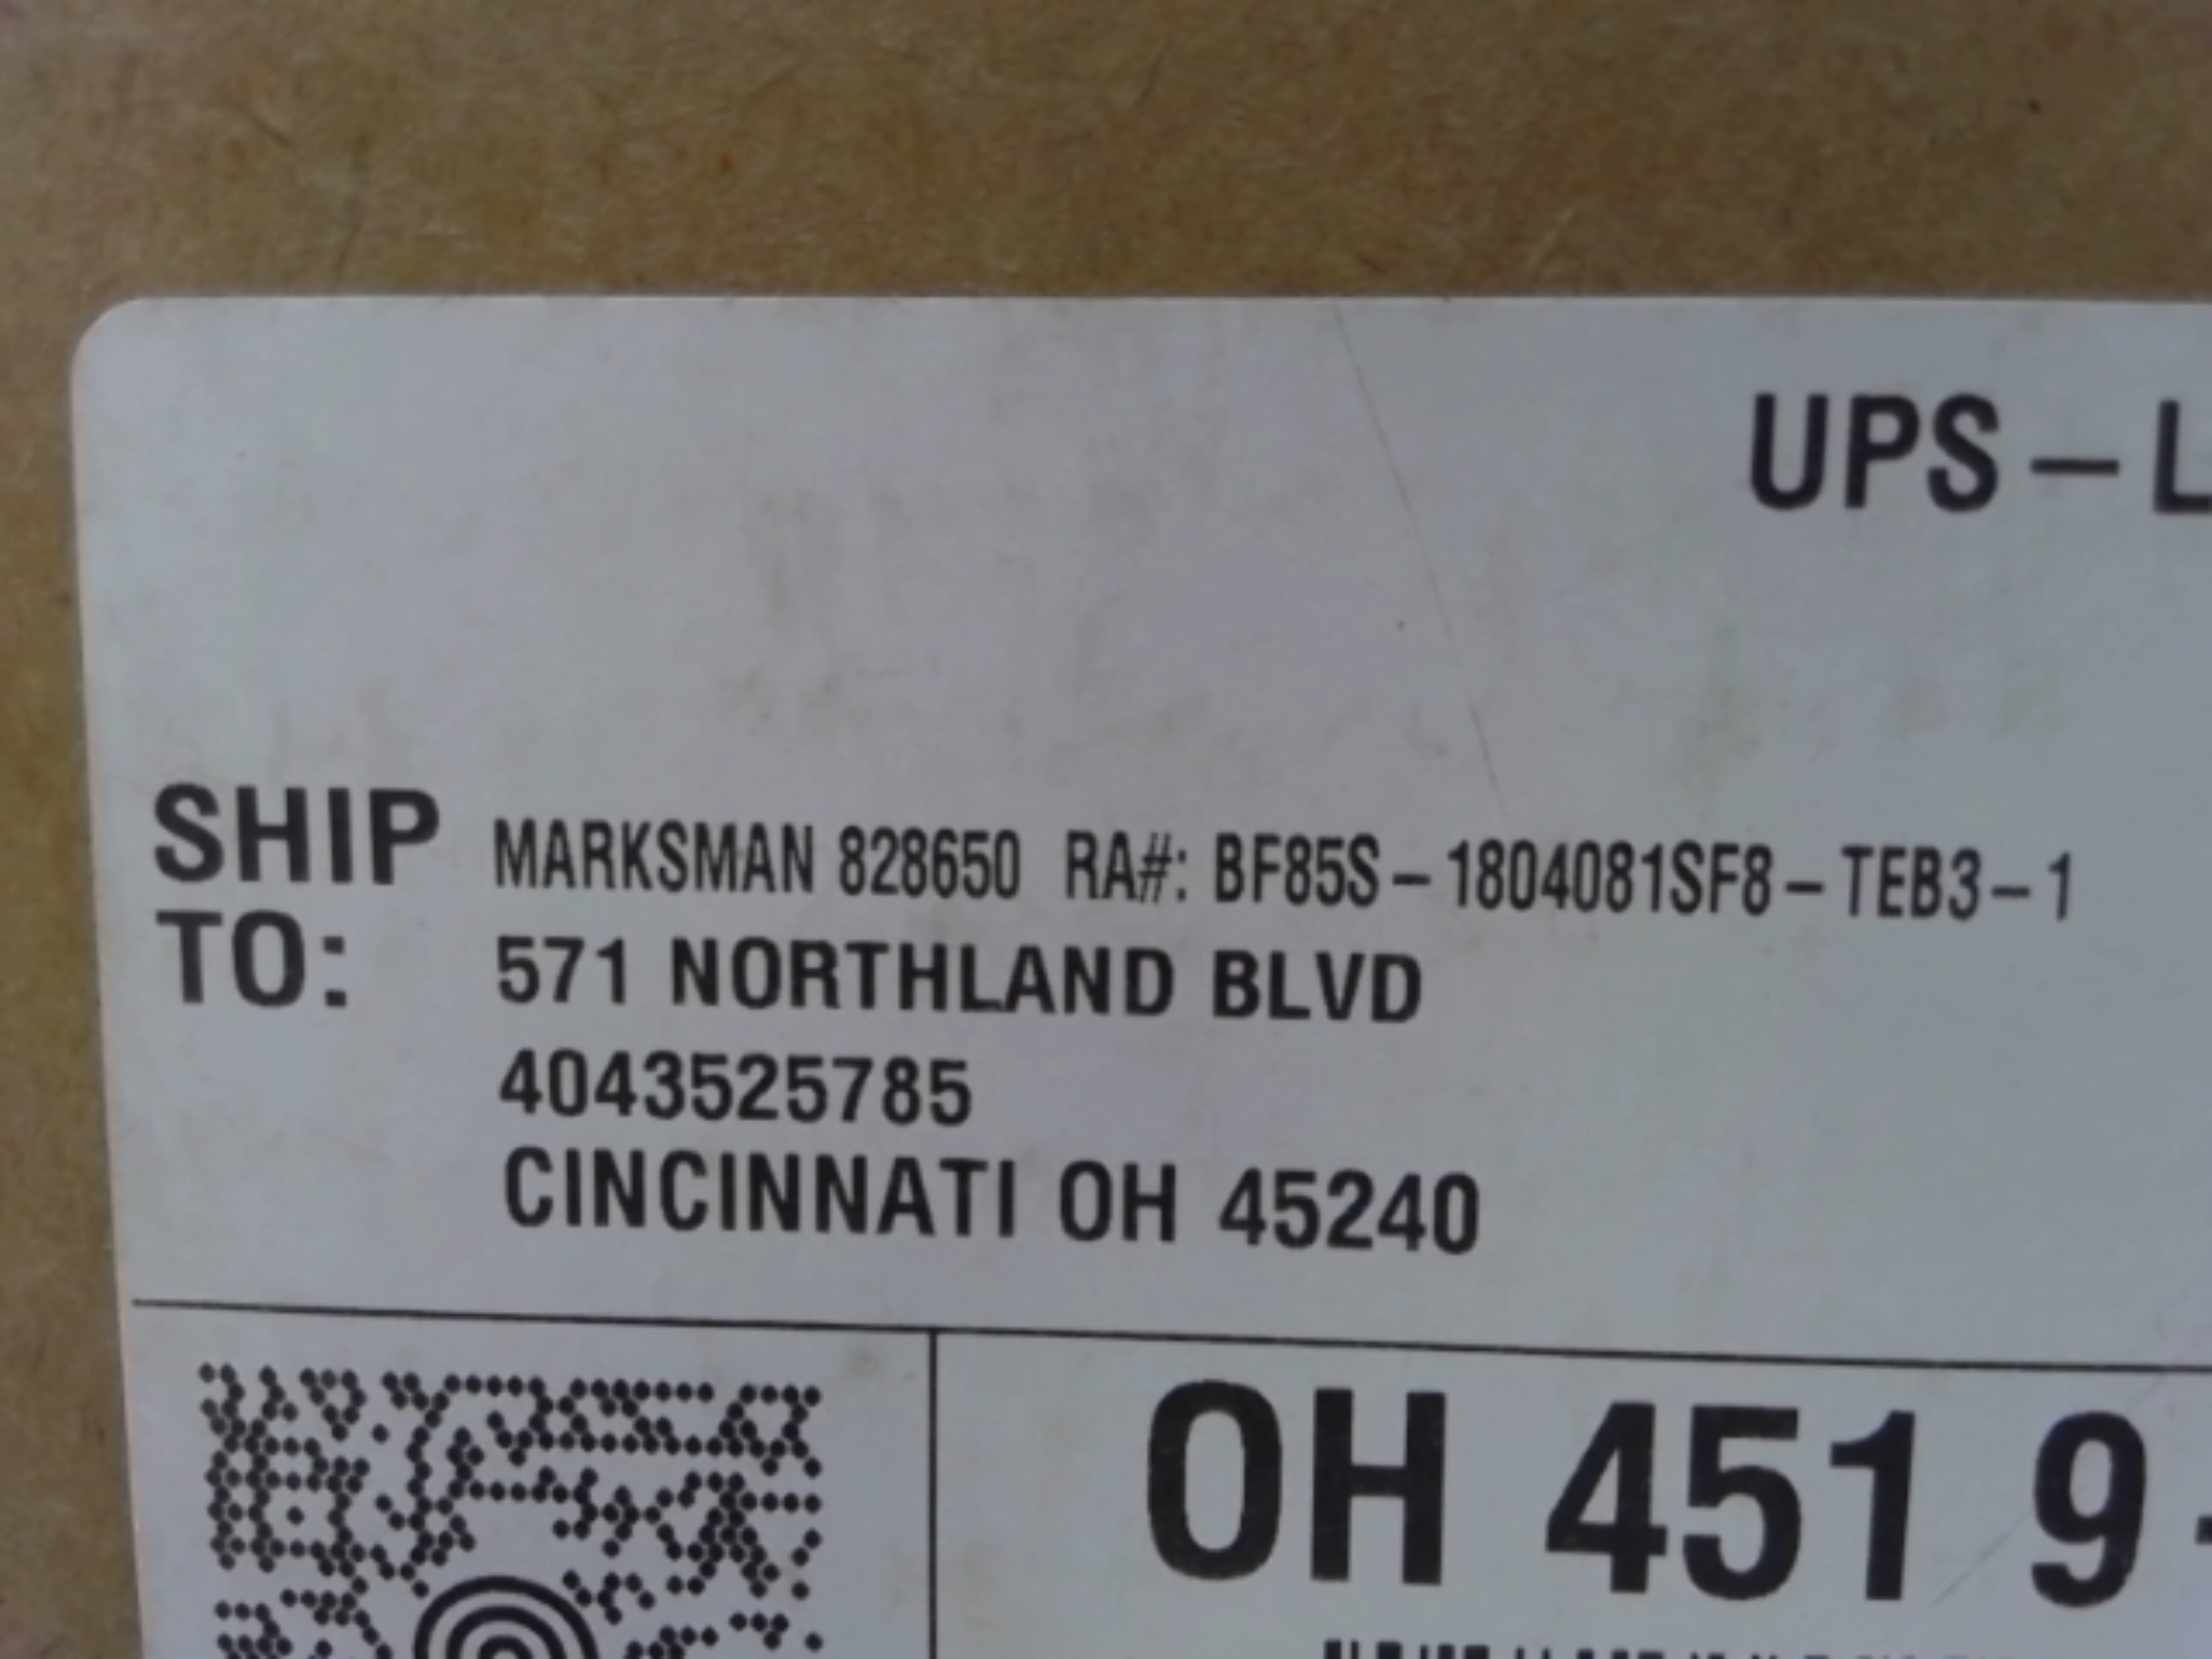 UPS-L
SHIP TO:
MARKSMAN 828650 RA#: BF85S-1804081SF8-TEB3-1
571 NORTHLAND BLVD
4043525785
CINCINNATI OH 45240
OH 451 9-